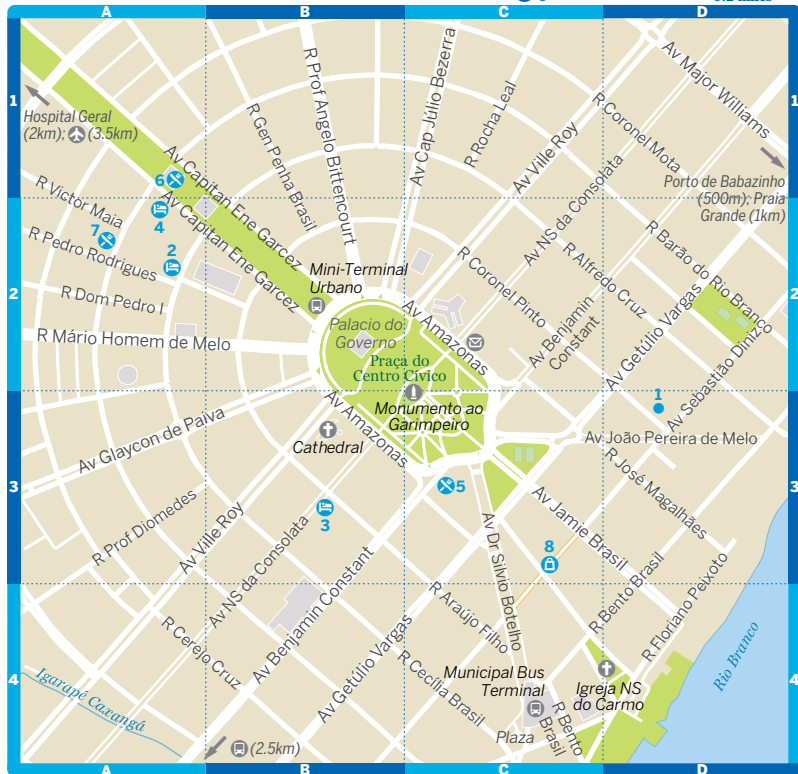 A
B
C
D
1
Hospital Geral
(2km);
(3.5km)
R Prof Angelo Bittencourt
R Gen Penha Brasil
Av Cap Júlio Bezerra
R Rocha Leal
Av Ville Roy
R Coronel Mota
Av Major Williams
1
Porto de Babazinho
(500m); Praia
Grande (1km)
6
Av Capitan Ene Garcez
Av NS da Consolata
R Victor Maia
4
Av Capitan Ene Garcez
7
2
R Pedro Rodrigues
R Dom Pedro I
R Mário Homem de Melo
2
Mini-Terminal
Urbano
Palacio do
Governo
Av Amazonas
Praça do
Centro Cívico
R Coronel Pinto
R Alfredo Cruz
R Barão do Rio Branco
Av Benjamin
Constant
Av Getúlio Vargas
Av Sebastião Diniz
2
1
Monumento ao
Garimpeiro
Av Amazonas
Cathedral
Av Glaycon de Paiva
Av João Pereira de Melo
R José Magalhães
3
5
3
R Prof Diomedes
Av Ville Roy
Av NS da Consolata
3
Av Dr Silvio Botelho
Av Jamie Brasil
8
R Bento Brasil
R Floriano Peixoto
Av Benjamin Constant
R Araújo Filho
R Cerejo Cruz
Av Getúlio Vargas
R Cecília Brasil
4
Municipal Bus
Terminal
Igreja NS
do Carmo
Rio Branco
4
Igarapé Caxangá
Plaza
R Bento
Brasil
(2.5km)
A
B
C
D